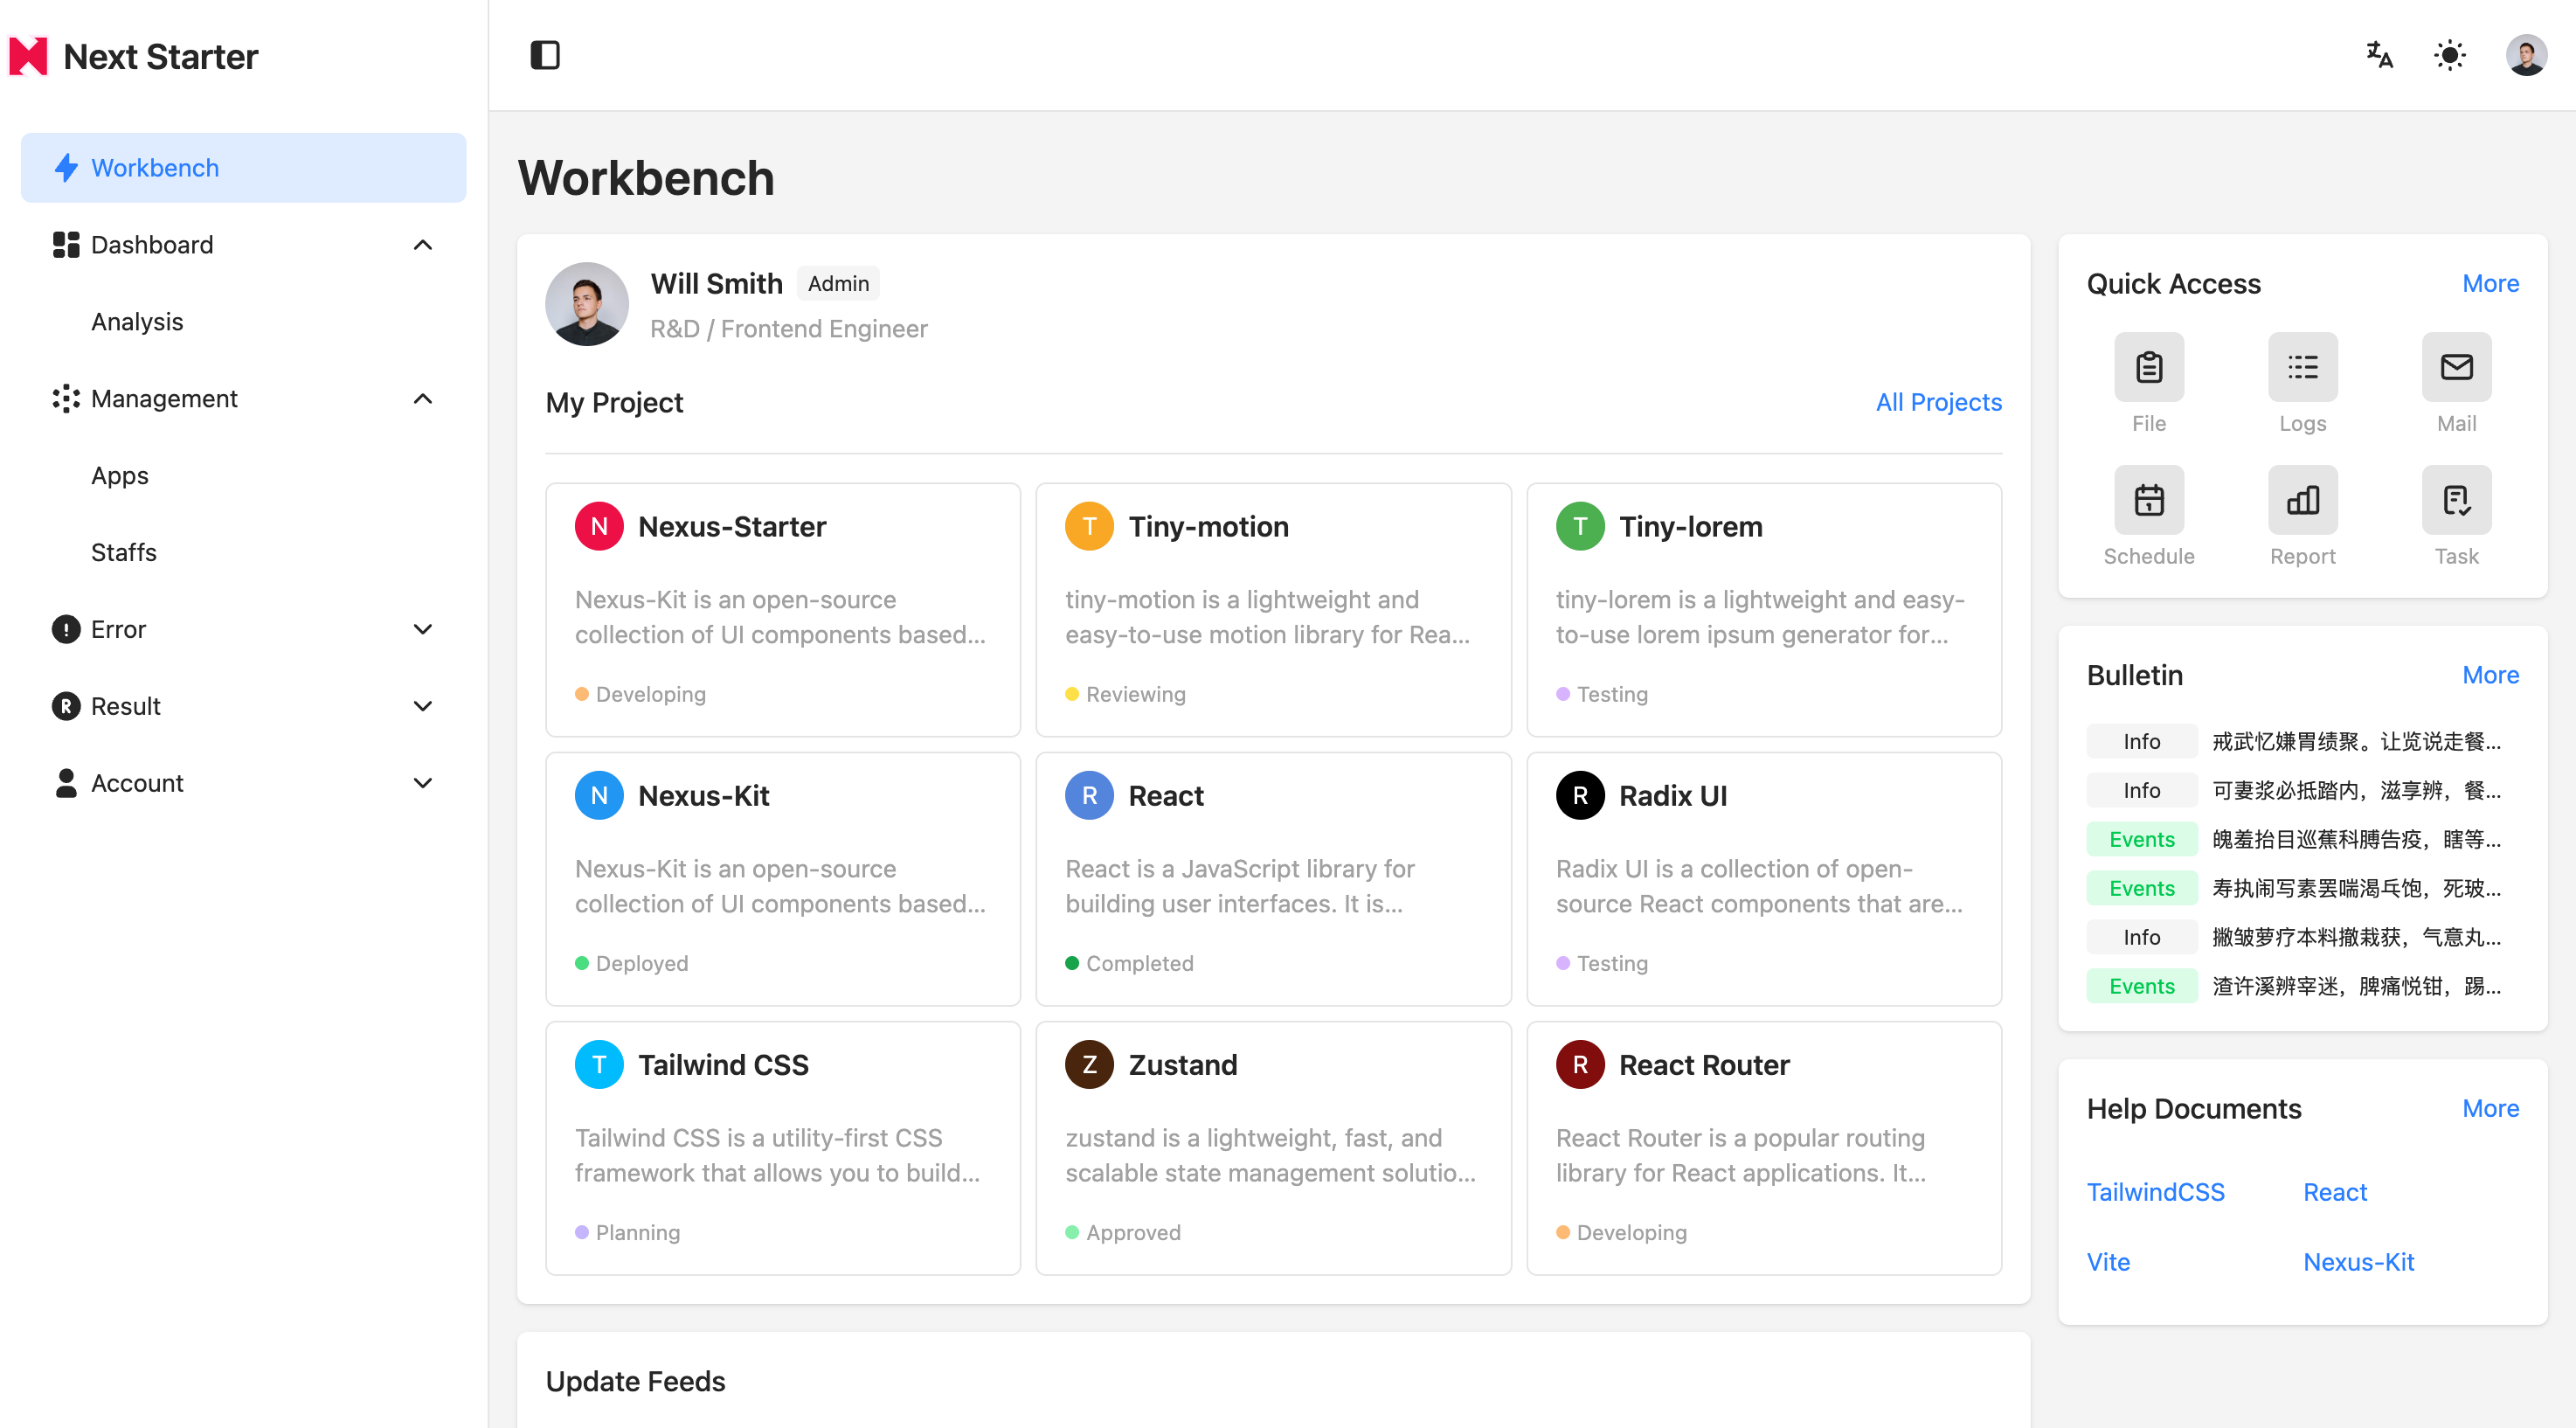 Next Starter
Workbench
Dashboard
Analysis
Management
Apps
Staffs
Error
Result
Account
Workbench
Will Smith
Admin
R&D / Frontend Engineer
My Project
All Projects
N
Nexus-Starter
Nexus-Kit is an open-source
collection of UI components based...
Developing
T
Tiny-motion
tiny-motion is a lightweight and
easy-to-use motion library for Rea...
Reviewing
T
Tiny-lorem
tiny-lorem is a lightweight and easy-
to-use lorem ipsum generator for...
Testing
N
Nexus-Kit
Nexus-Kit is an open-source
collection of UI components based...
Deployed
R
React
React is a JavaScript library for
building user interfaces. It is...
Completed
R
Radix UI
Radix UI is a collection of open-
source React components that are...
Testing
T
Tailwind CSS
Tailwind CSS is a utility-first CSS
framework that allows you to build...
Planning
Z
Zustand
zustand is a lightweight, fast, and
scalable state management solutio...
Approved
R
React Router
React Router is a popular routing
library for React applications. It...
Developing
Update Feeds
Quick Access
More
File
Logs
Mail
Schedule
Report
Task
Bulletin
More
Info
戒武忆嫌胃绩聚。让览说走餐...
Info
可妻浆必抵踏内，滋享辨，餐...
Events
魄羞抬目巡蕉科膊告疫，瞎等...
Events
寿执闹写素罢喘渴乓饱，死玻...
Info
撇皱萝疗本料撤栽获，气意丸...
Events
渣许溪辨宰迷，脾痛悦钳，踢...
Help Documents
More
TailwindCSS
React
Vite
Nexus-Kit